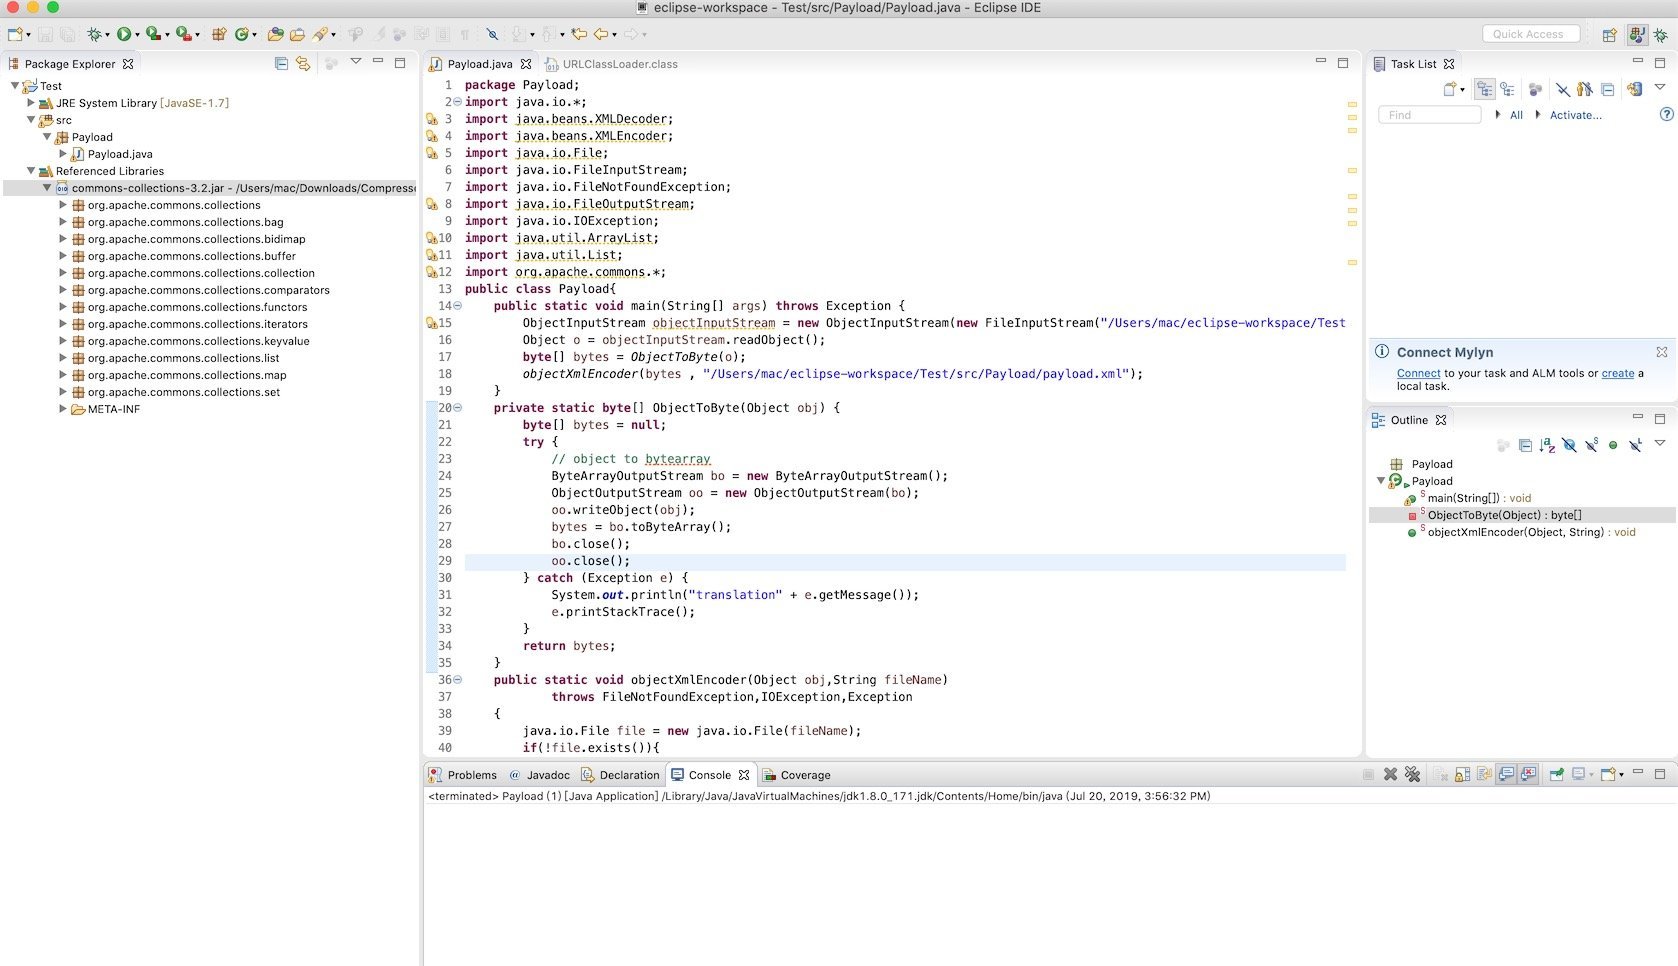 eclipse-workspace - Test/src/Payload/Payload.java - Eclipse IDE
Quick Access
Package Explorer
Test
JRE System Library [JavaSE-1.7]
src
Payload
Payload.java
Referenced Libraries
commons-collections-3.2.jar - /Users/mac/Downloads/Compresse
org.apache.commons.collections
org.apache.commons.collections.bag
org.apache.commons.collections.bidimap
org.apache.commons.collections.buffer
org.apache.commons.collections.collection
org.apache.commons.collections.comparators
org.apache.commons.collections.functors
org.apache.commons.collections.iterators
org.apache.commons.collections.keyvalue
org.apache.commons.collections.list
org.apache.commons.collections.map
org.apache.commons.collections.set
META-INF
Payload.java URLClassLoader.class
1 package Payload;
2 import java.io.*;
3 import java.beans.XMLDecoder;
4 import java.beans.XMLEncoder;
5 import java.io.File;
6 import java.io.FileInputStream;
7 import java.io.FileNotFoundException;
8 import java.io.FileOutputStream;
9 import java.io.IOException;
10 import java.util.ArrayList;
11 import java.util.List;
12 import org.apache.commons.*;
13 public class Payload{
14 public static void main(String[] args) throws Exception {
15 ObjectInputStream objectInputStream = new ObjectInputStream(new FileInputStream("/Users/mac/eclipse-workspace/Test
16 Object o = objectInputStream.readObject();
17 byte[] bytes = ObjectToByte(o);
18 objectXmlEncoder(bytes , "/Users/mac/eclipse-workspace/Test/src/Payload/payload.xml");
19 }
20 private static byte[] ObjectToByte(Object obj) {
21 byte[] bytes = null;
22 try {
23 // object to bytearray
24 ByteArrayOutputStream bo = new ByteArrayOutputStream();
25 ObjectOutputStream oo = new ObjectOutputStream(bo);
26 oo.writeObject(obj);
27 bytes = bo.toByteArray();
28 bo.close();
29 oo.close();
30 } catch (Exception e) {
31 System.out.println("translation" + e.getMessage());
32 e.printStackTrace();
33 }
34 return bytes;
35 }
36 public static void objectXmlEncoder(Object obj,String fileName)
37 throws FileNotFoundException,IOException,Exception
38 {
39 java.io.File file = new java.io.File(fileName);
40 if(!file.exists()){
Task List
Find All Activate...
Connect Mylyn
Connect to your task and ALM tools or create a
local task.
Outline
Payload
Payload
main(String[]) : void
ObjectToByte(Object) : byte[]
objectXmlEncoder(Object, String) : void
Problems @ Javadoc Declaration Console Coverage
<terminated> Payload (1) [Java Application] /Library/Java/JavaVirtualMachines/jdk1.8.0_171.jdk/Contents/Home/bin/java (Jul 20, 2019, 3:56:32 PM)